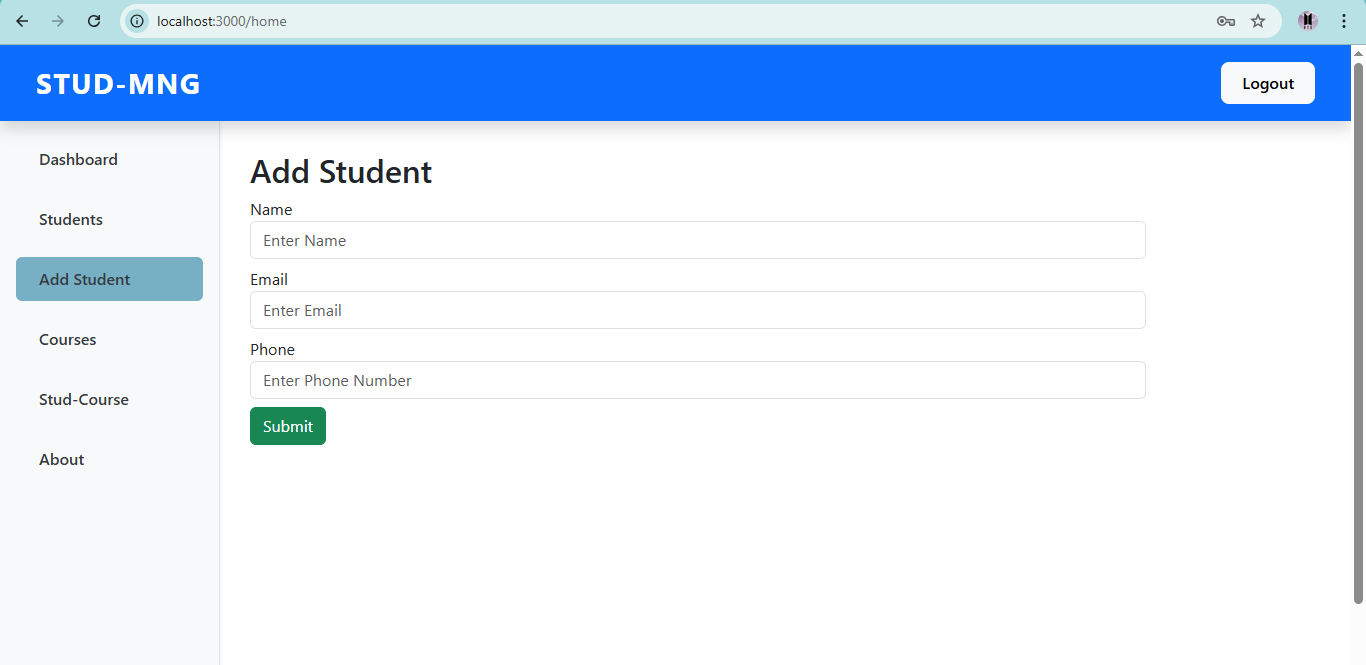 localhost:3000/home
STUD-MNG
Logout
Dashboard
Students
Add Student
Courses
Stud-Course
About
Add Student
Name
Enter Name
Email
Enter Email
Phone
Enter Phone Number
Submit